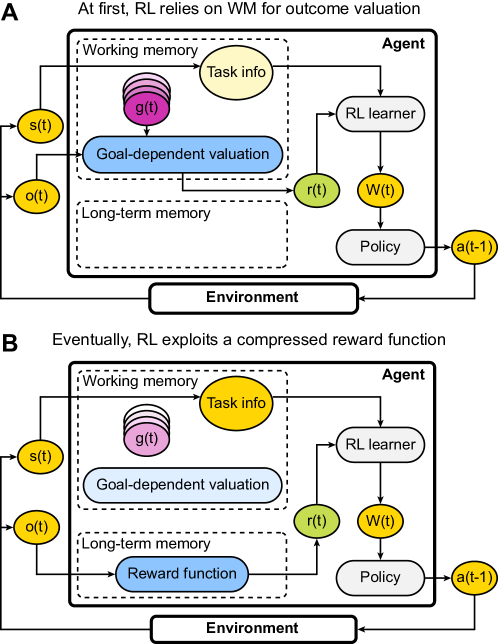 A
At first, RL relies on WM for outcome valuation
Agent
Working memory
Task info
g(t)
s(t)
RL learner
Goal-dependent valuation
o(t)
r(t)
W(t)
Long-term memory
Policy
a(t-1)
Environment
B
Eventually, RL exploits a compressed reward function
Agent
Working memory
Task info
g(t)
s(t)
RL learner
Goal-dependent valuation
o(t)
r(t)
W(t)
Long-term memory
Reward function
Policy
a(t-1)
Environment